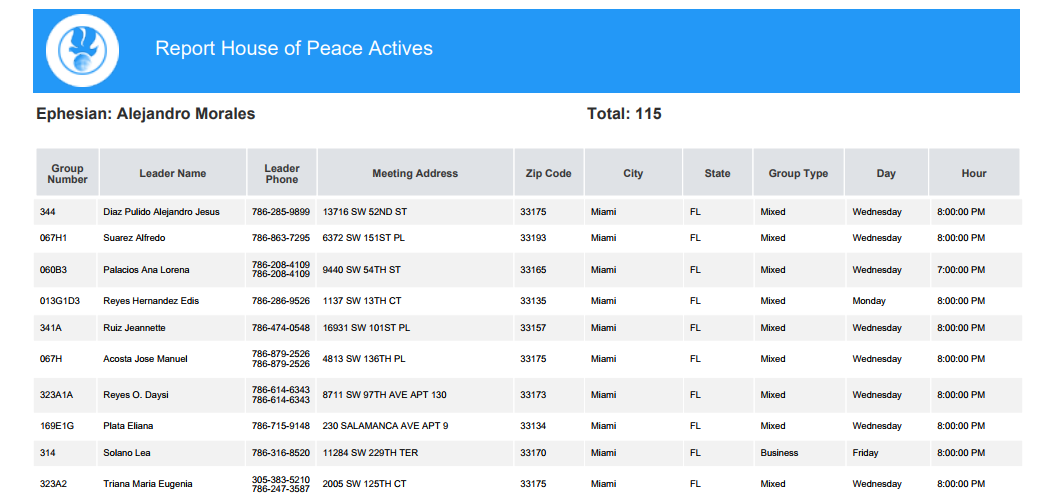 Report House of Peace Actives
Ephesian: Alejandro Morales Total: 115
Group Number Leader Name Leader Phone Meeting Address Zip Code City State Group Type Day Hour
344 Diaz Pulido Alejandro Jesus 786-285-9899 13716 SW 52ND ST 33175 Miami FL Mixed Wednesday 8:00:00 PM
067H1 Suarez Alfredo 786-863-7295 6372 SW 151ST PL 33193 Miami FL Mixed Wednesday 8:00:00 PM
060B3 Palacios Ana Lorena 786-208-4109 786-208-4109 9440 SW 54TH ST 33165 Miami FL Mixed Wednesday 7:00:00 PM
013G1D3 Reyes Hernandez Edis 786-286-9526 1137 SW 13TH CT 33135 Miami FL Mixed Monday 8:00:00 PM
341A Ruiz Jeannette 786-474-0548 16931 SW 101ST PL 33157 Miami FL Mixed Wednesday 8:00:00 PM
067H Acosta Jose Manuel 786-879-2526 786-879-2526 4813 SW 136TH PL 33175 Miami FL Mixed Wednesday 8:00:00 PM
323A1A Reyes O. Daysi 786-614-6343 786-614-6343 8711 SW 97TH AVE APT 130 33173 Miami FL Mixed Wednesday 8:00:00 PM
169E1G Plata Eliana 786-715-9148 230 SALAMANCA AVE APT 9 33134 Miami FL Mixed Wednesday 8:00:00 PM
314 Solano Lea 786-316-8520 11284 SW 229TH TER 33170 Miami FL Business Friday 8:00:00 PM
323A2 Triana Maria Eugenia 305-383-5210 786-247-3587 2005 SW 125TH CT 33175 Miami FL Mixed Wednesday 8:00:00 PM